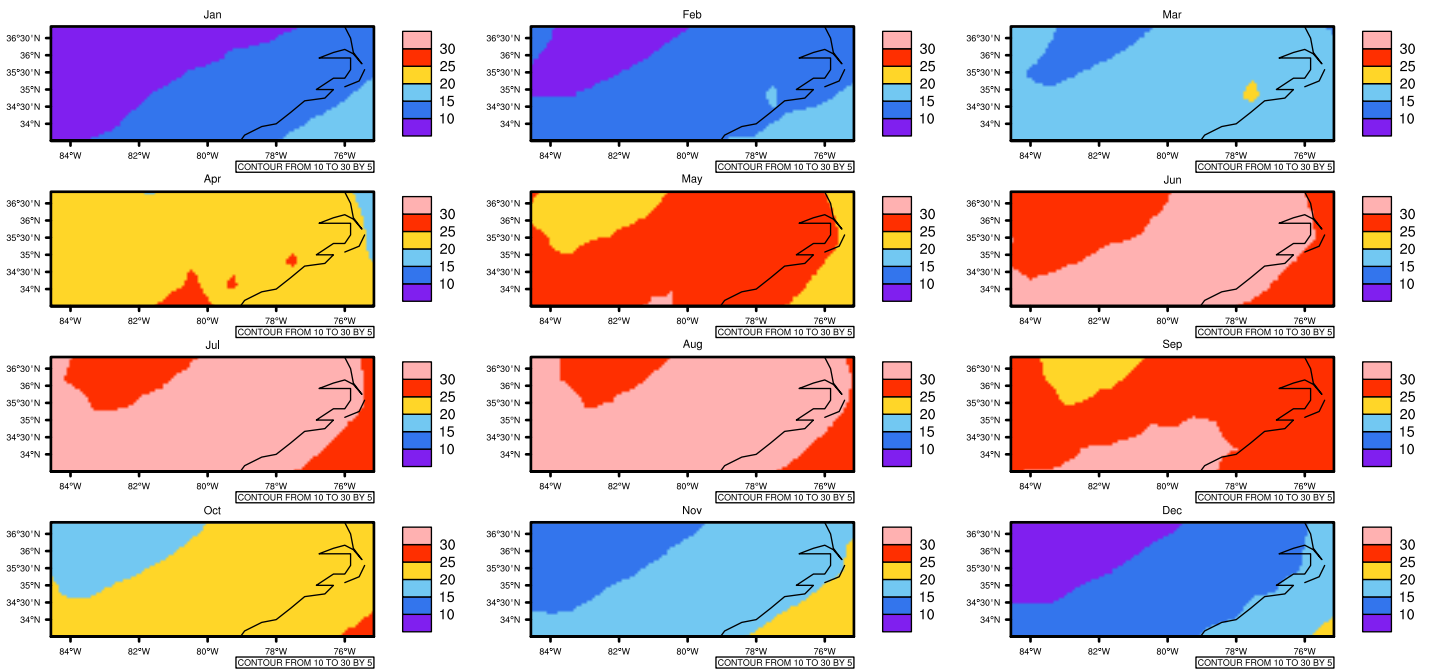 Jan
36°30′N
36°N
35°30′N
35°N
34°30′N
34°N
84°W 82°W 80°W 78°W 76°W
30
25
20
15
10
CONTOUR FROM 10 TO 30 BY 5
Feb
36°30′N
36°N
35°30′N
35°N
34°30′N
34°N
84°W 82°W 80°W 78°W 76°W
30
25
20
15
10
CONTOUR FROM 10 TO 30 BY 5
Mar
36°30′N
36°N
35°30′N
35°N
34°30′N
34°N
84°W 82°W 80°W 78°W 76°W
30
25
20
15
10
CONTOUR FROM 10 TO 30 BY 5
Apr
36°30′N
36°N
35°30′N
35°N
34°30′N
34°N
84°W 82°W 80°W 78°W 76°W
30
25
20
15
10
CONTOUR FROM 10 TO 30 BY 5
May
36°30′N
36°N
35°30′N
35°N
34°30′N
34°N
84°W 82°W 80°W 78°W 76°W
30
25
20
15
10
CONTOUR FROM 10 TO 30 BY 5
Jun
36°30′N
36°N
35°30′N
35°N
34°30′N
34°N
84°W 82°W 80°W 78°W 76°W
30
25
20
15
10
CONTOUR FROM 10 TO 30 BY 5
Jul
36°30′N
36°N
35°30′N
35°N
34°30′N
34°N
84°W 82°W 80°W 78°W 76°W
30
25
20
15
10
CONTOUR FROM 10 TO 30 BY 5
Aug
36°30′N
36°N
35°30′N
35°N
34°30′N
34°N
84°W 82°W 80°W 78°W 76°W
30
25
20
15
10
CONTOUR FROM 10 TO 30 BY 5
Sep
36°30′N
36°N
35°30′N
35°N
34°30′N
34°N
84°W 82°W 80°W 78°W 76°W
30
25
20
15
10
CONTOUR FROM 10 TO 30 BY 5
Oct
36°30′N
36°N
35°30′N
35°N
34°30′N
34°N
84°W 82°W 80°W 78°W 76°W
30
25
20
15
10
CONTOUR FROM 10 TO 30 BY 5
Nov
36°30′N
36°N
35°30′N
35°N
34°30′N
34°N
84°W 82°W 80°W 78°W 76°W
30
25
20
15
10
CONTOUR FROM 10 TO 30 BY 5
Dec
36°30′N
36°N
35°30′N
35°N
34°30′N
34°N
84°W 82°W 80°W 78°W 76°W
30
25
20
15
10
CONTOUR FROM 10 TO 30 BY 5